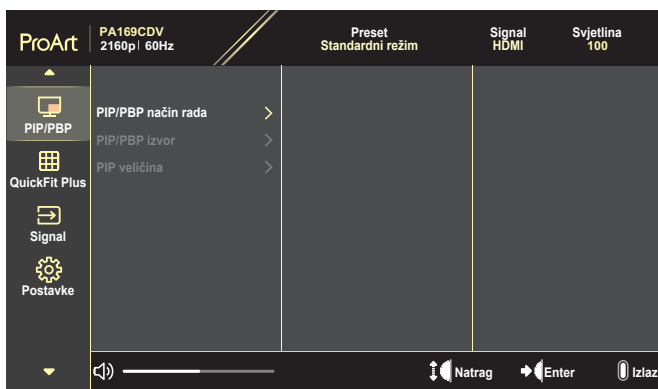 ProArt
PA169CDV
2160p| 60Hz
Preset
Standardni režim
Signal
HDMI
Svjetlina
100
PIP/PBP
QuickFit Plus
Signal
Postavke
PIP/PBP način rada
PIP/PBP izvor
PIP veličina
Natrag
Enter
Izlaz